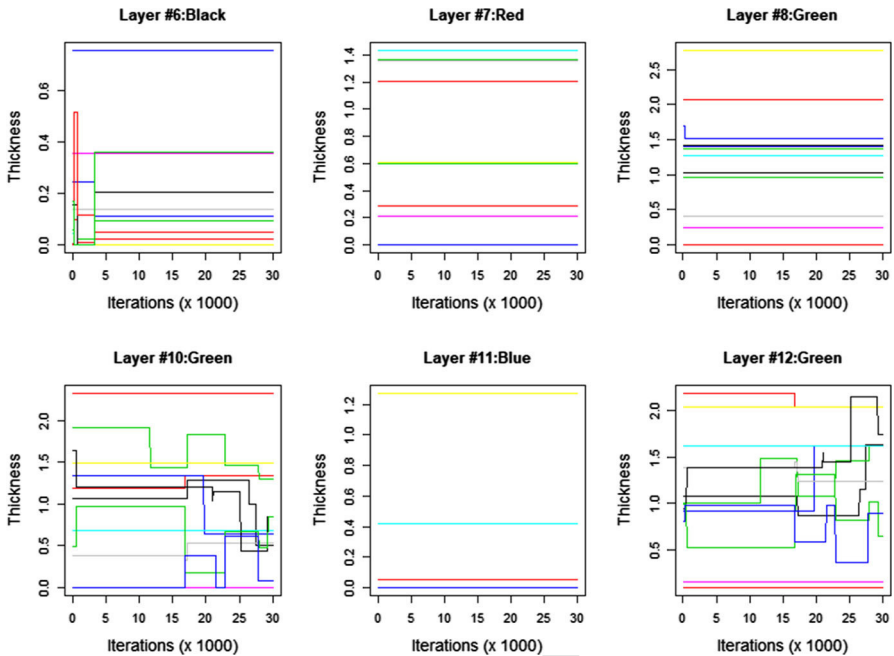 Layer #6:Black
Layer #7:Red
Layer #8:Green
Thickness
0.0 0.2 0.4 0.6
0 5 10 15 20 25 30
Iterations (x 1000)
Thickness
0.0 0.2 0.4 0.6 0.8 1.0 1.2 1.4
0 5 10 15 20 25 30
Iterations (x 1000)
Thickness
0.0 0.5 1.0 1.5 2.0 2.5
0 5 10 15 20 25 30
Iterations (x 1000)
Layer #10:Green
Layer #11:Blue
Layer #12:Green
Thickness
0.0 0.5 1.0 1.5 2.0
0 5 10 15 20 25 30
Iterations (x 1000)
Thickness
0.0 0.2 0.4 0.6 0.8 1.0 1.2
0 5 10 15 20 25 30
Iterations (x 1000)
Thickness
0.5 1.0 1.5 2.0
0 5 10 15 20 25 30
Iterations (x 1000)